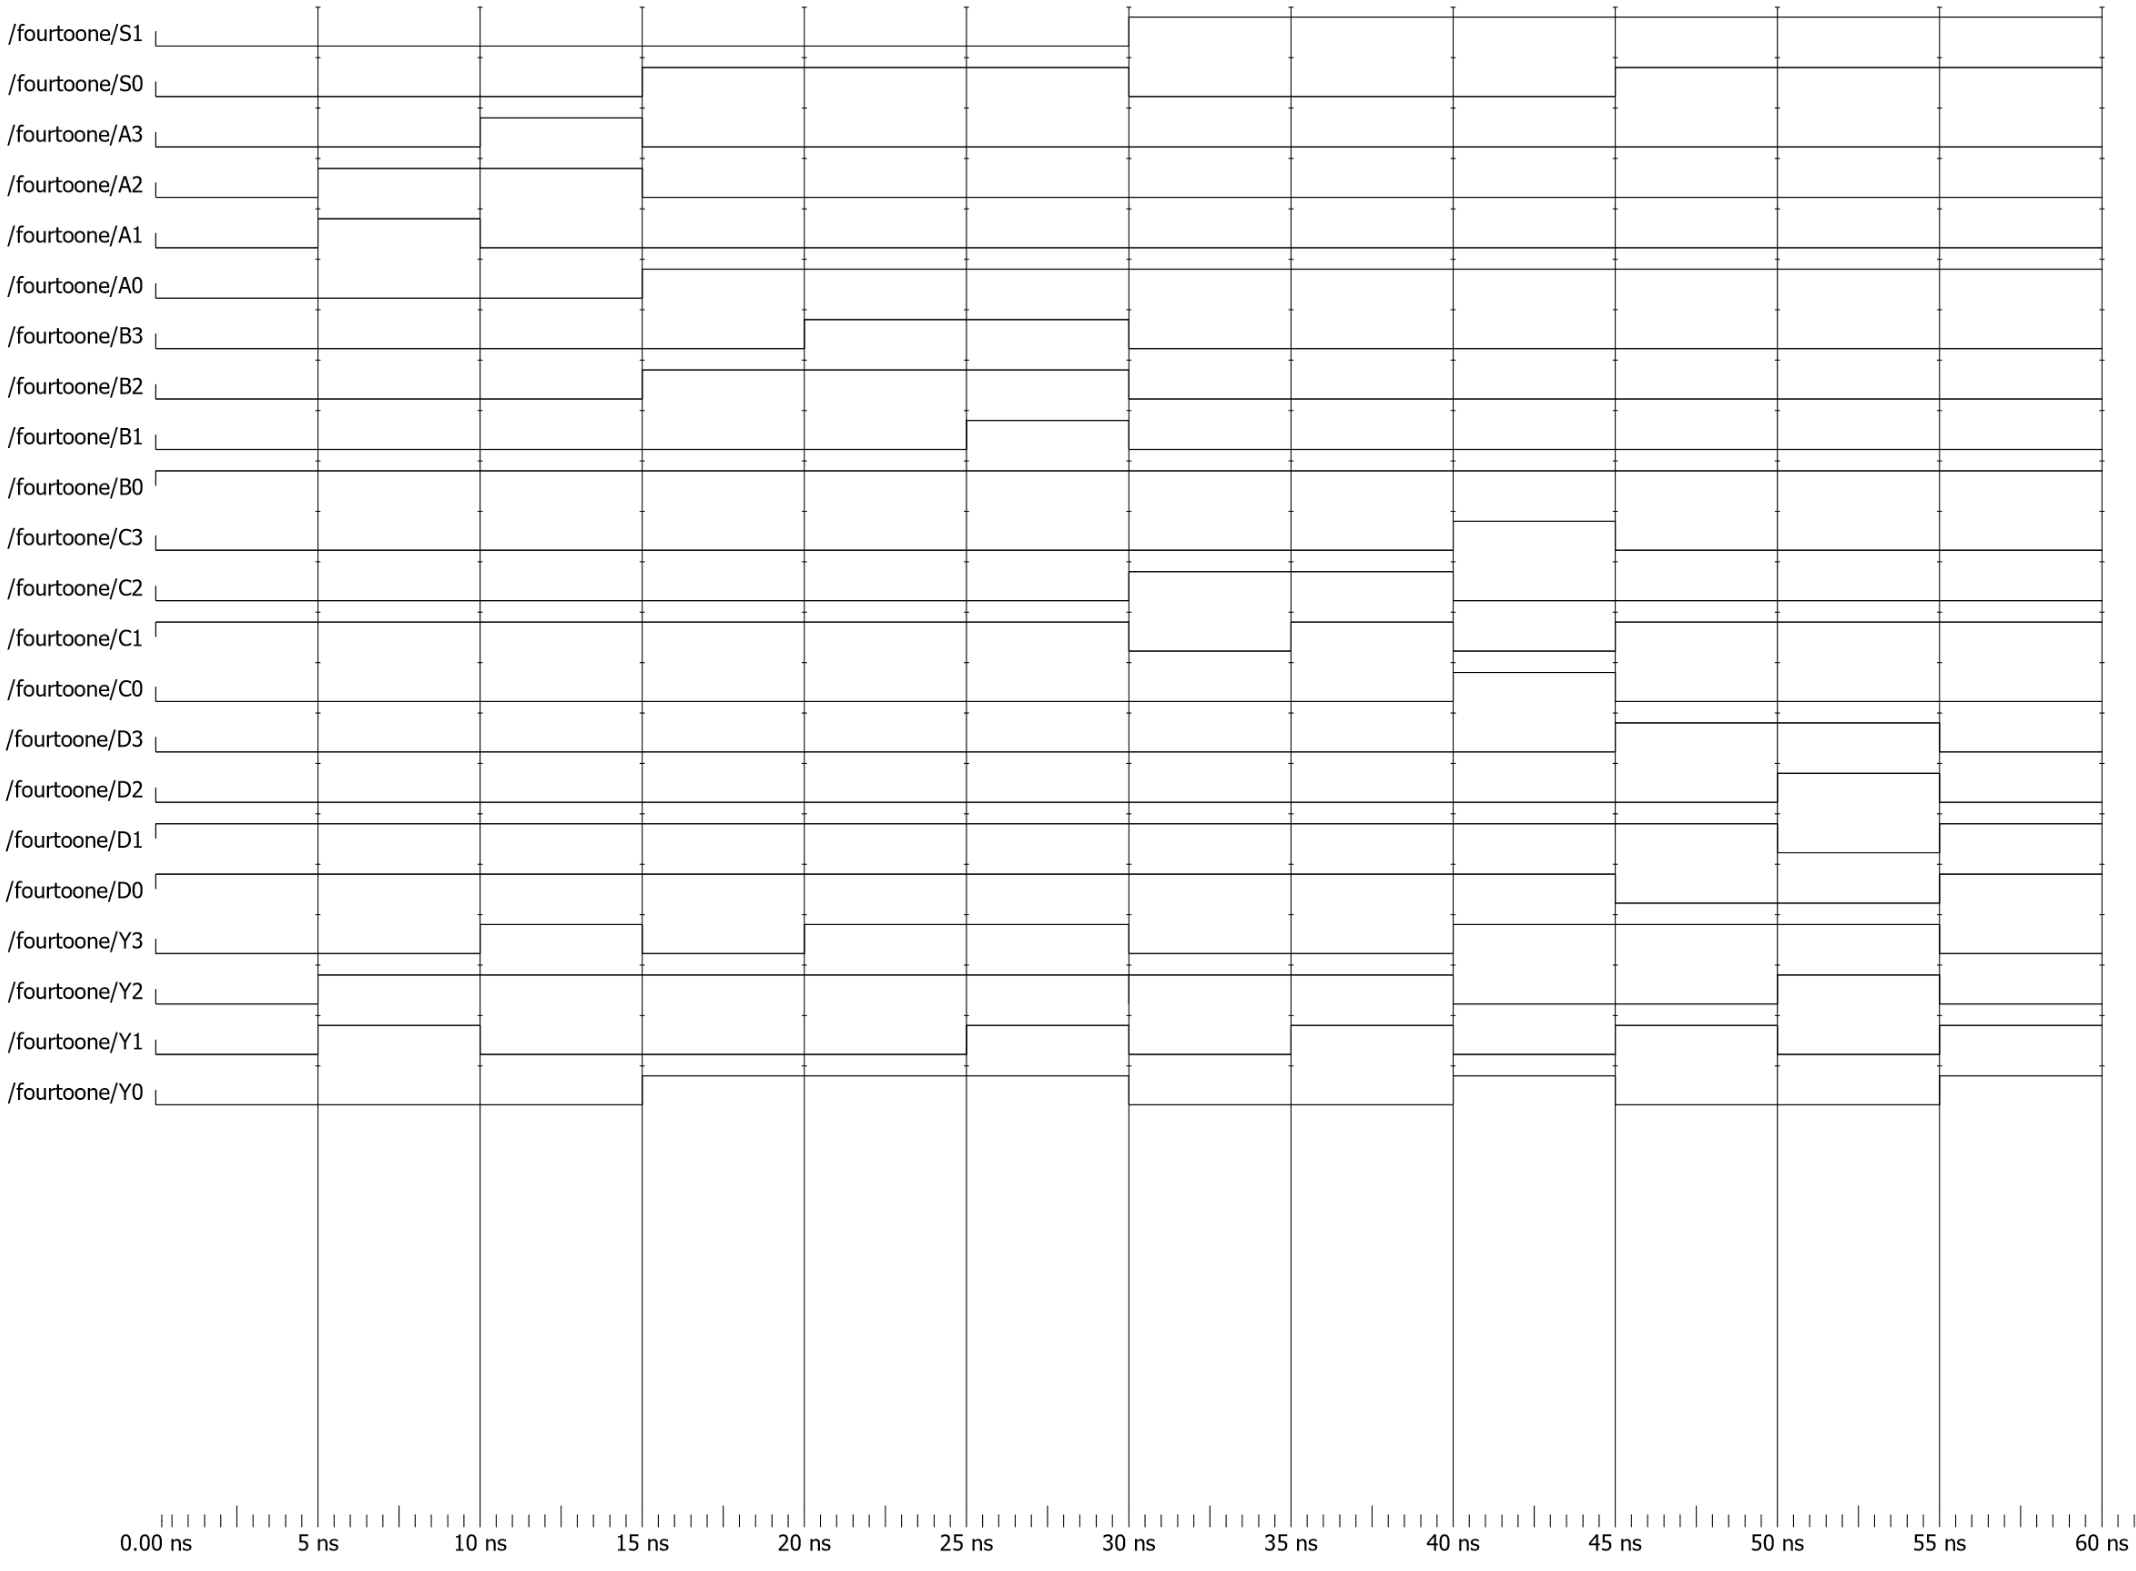 /fourtoone/S1
/fourtoone/S0
/fourtoone/A3
/fourtoone/A2
/fourtoone/A1
/fourtoone/A0
/fourtoone/B3
/fourtoone/B2
/fourtoone/B1
/fourtoone/B0
/fourtoone/C3
/fourtoone/C2
/fourtoone/C1
/fourtoone/C0
/fourtoone/D3
/fourtoone/D2
/fourtoone/D1
/fourtoone/D0
/fourtoone/Y3
/fourtoone/Y2
/fourtoone/Y1
/fourtoone/Y0
0.00 ns 5 ns 10 ns 15 ns 20 ns 25 ns 30 ns 35 ns 40 ns 45 ns 50 ns 55 ns 60 ns